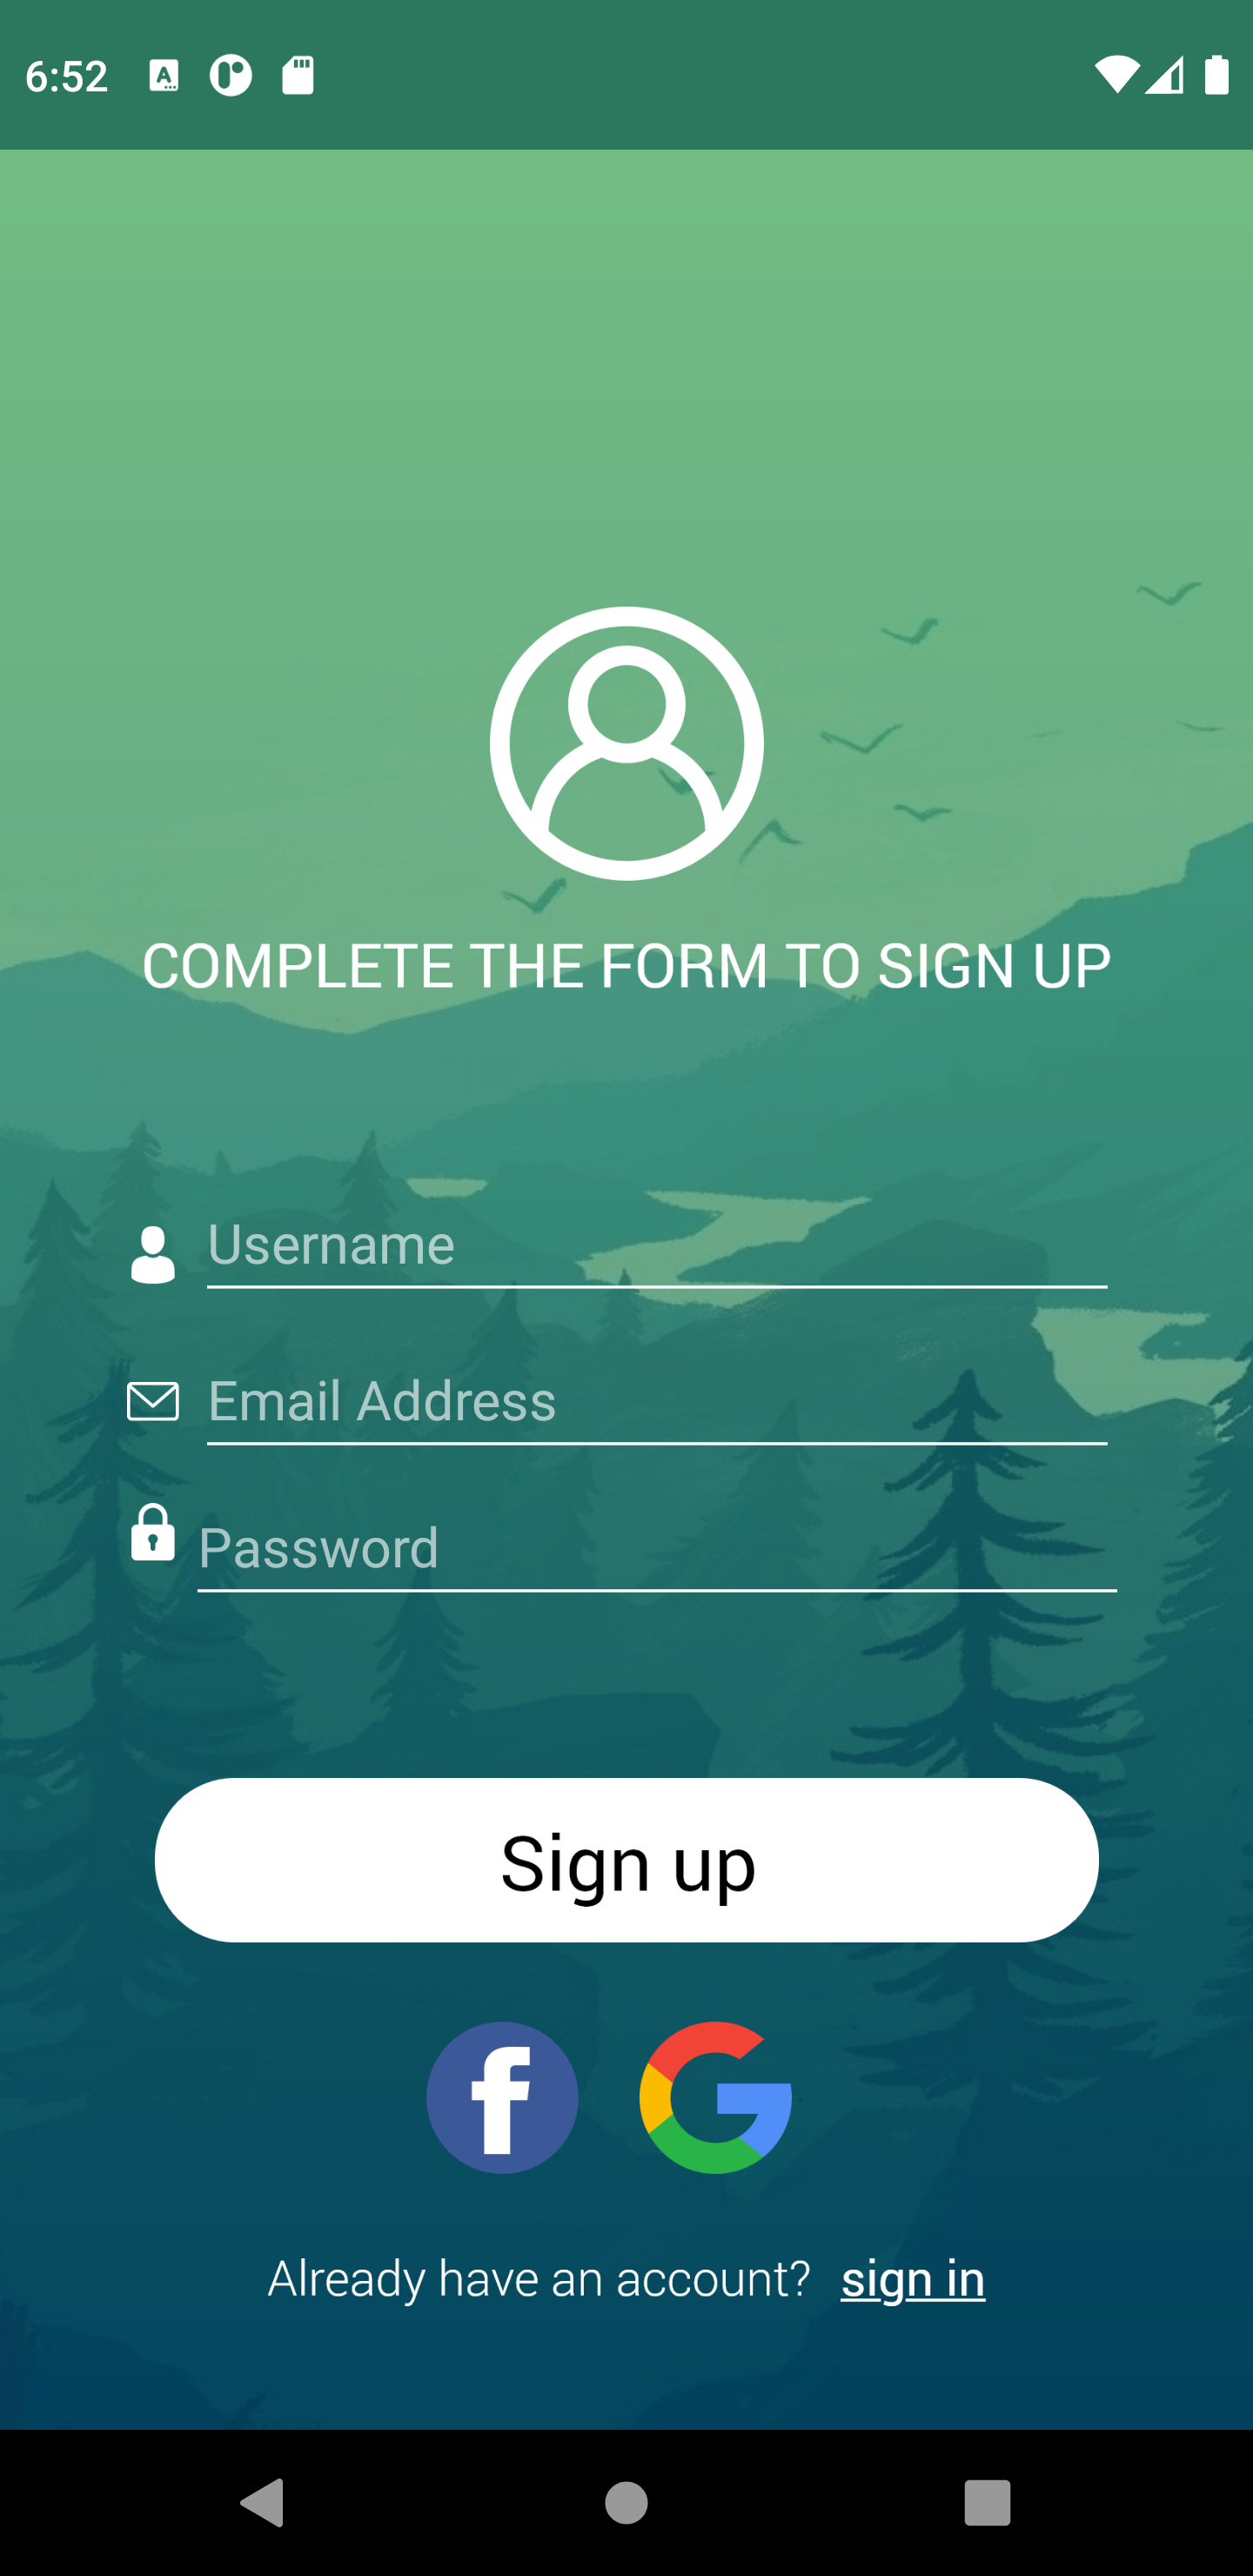 6:52
COMPLETE THE FORM TO SIGN UP
Username
Email Address
Password
Sign up
Already have an account? sign in